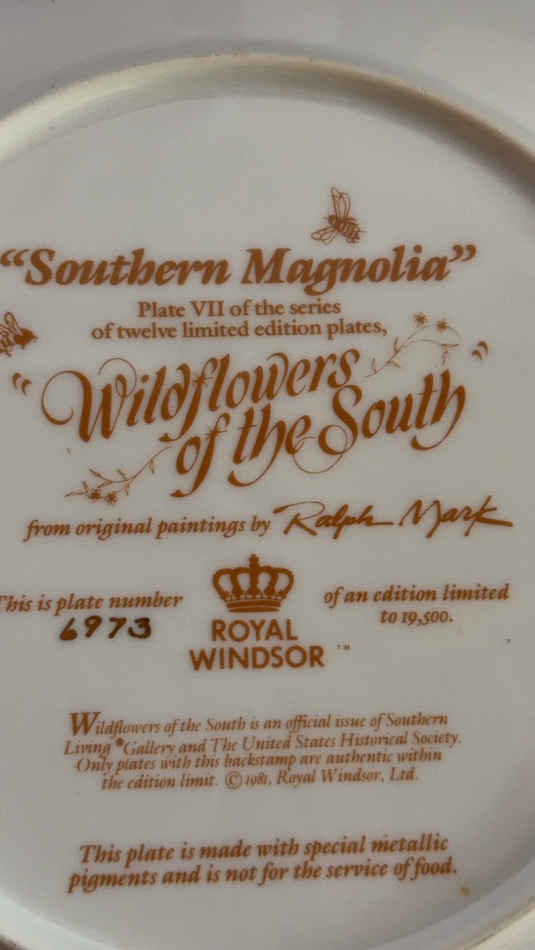 "Southern Magnolia"
Plate VII of the series
of twelve limited edition plates,
"Wildflowers
of the South"
from original paintings by Ralph Mark
This is plate number
6973
ROYAL
WINDSOR ™
of an edition limited
to 19,500.
Wildflowers of the South is an official issue of Southern
Living® Gallery and The United States Historical Society.
Only plates with this backstamp are authentic within
the edition limit. © 1981, Royal Windsor, Ltd.
This plate is made with special metallic
pigments and is not for the service of food.